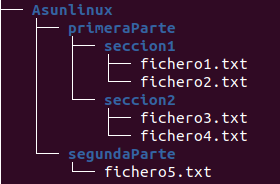 Asunlinux
primeraParte
seccion1
fichero1.txt
fichero2.txt
seccion2
fichero3.txt
fichero4.txt
segundaParte
fichero5.txt